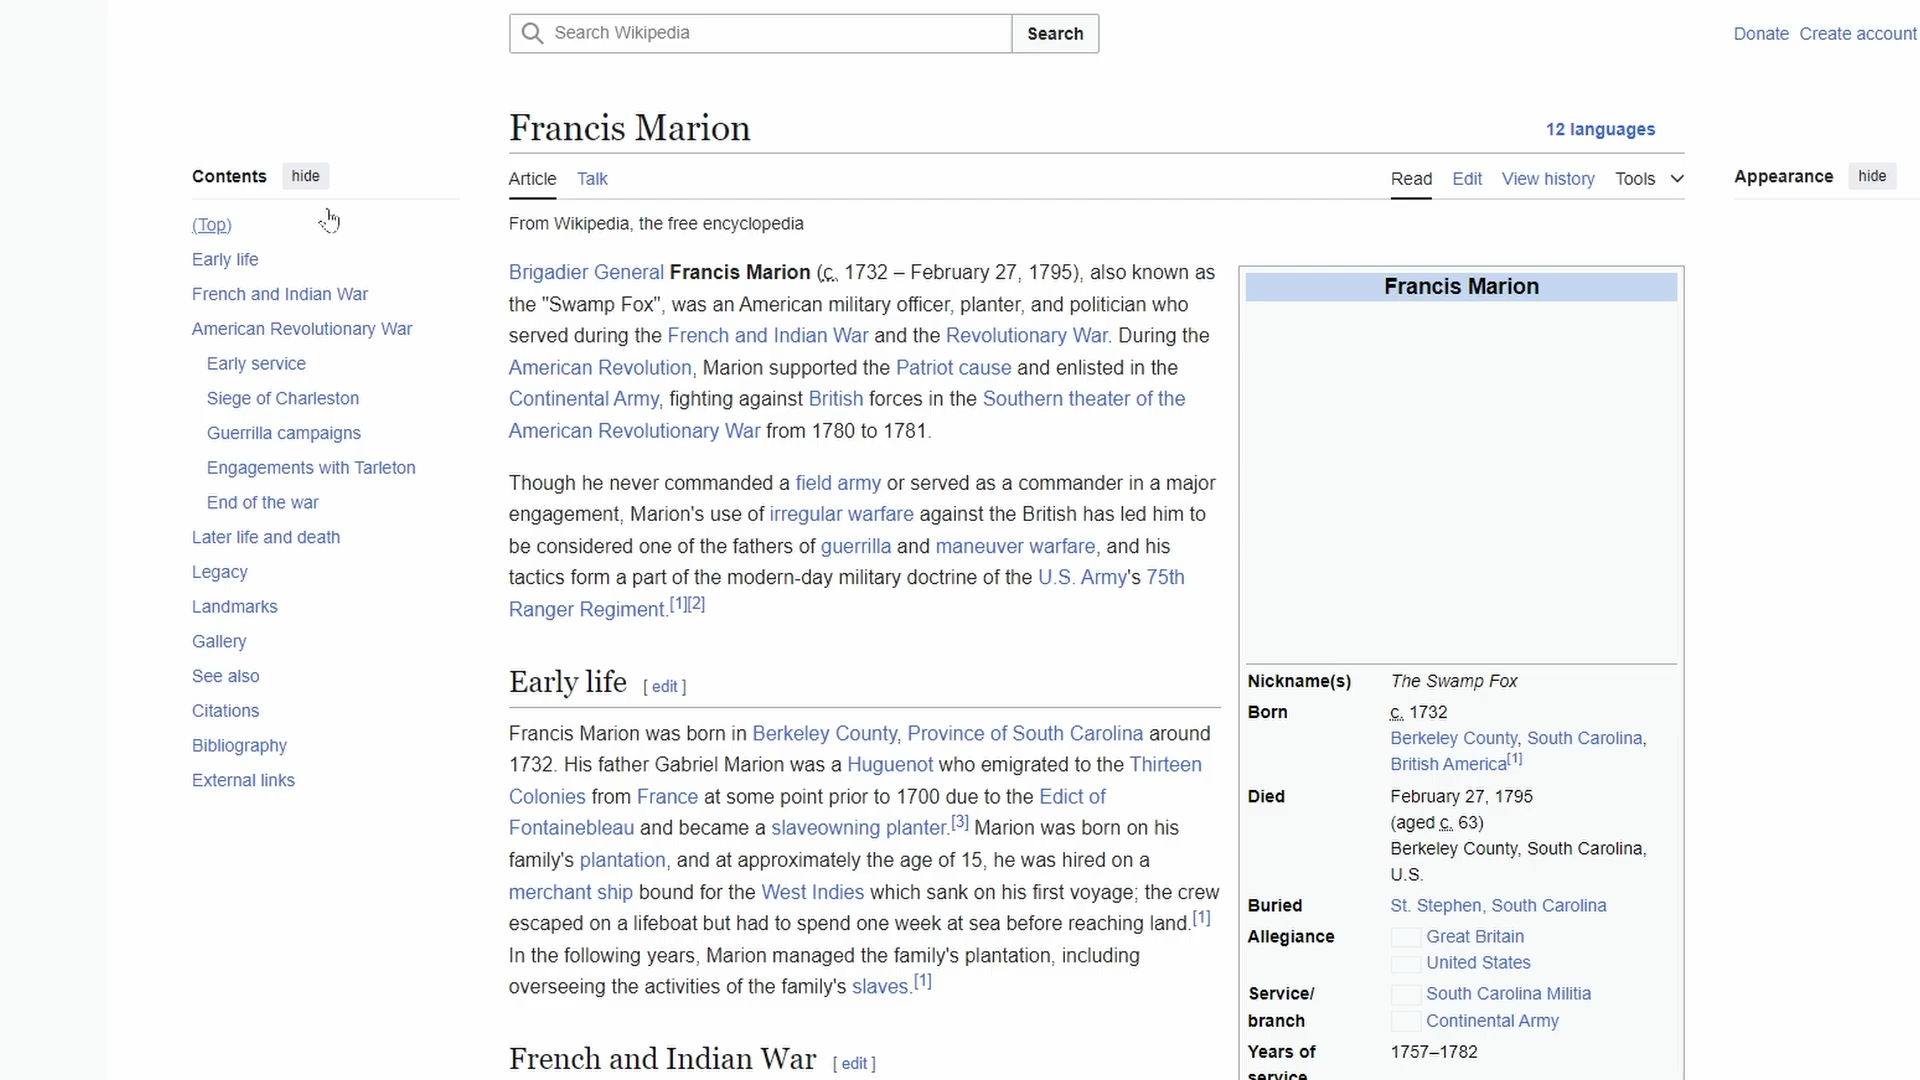 Search Wikipedia
Search
Donate Create account
Francis Marion
12 languages
Contents hide
Article Talk
Read Edit View history Tools
Appearance hide
(Top)
Early life
French and Indian War
American Revolutionary War
Early service
Siege of Charleston
Guerrilla campaigns
Engagements with Tarleton
End of the war
Later life and death
Legacy
Landmarks
Gallery
See also
Citations
Bibliography
External links
From Wikipedia, the free encyclopedia
Brigadier General Francis Marion (c. 1732 – February 27, 1795), also known as
the "Swamp Fox", was an American military officer, planter, and politician who
served during the French and Indian War and the Revolutionary War. During the
American Revolution, Marion supported the Patriot cause and enlisted in the
Continental Army, fighting against British forces in the Southern theater of the
American Revolutionary War from 1780 to 1781.
Though he never commanded a field army or served as a commander in a major
engagement, Marion's use of irregular warfare against the British has led him to
be considered one of the fathers of guerrilla and maneuver warfare, and his
tactics form a part of the modern-day military doctrine of the U.S. Army's 75th
Ranger Regiment.[1][2]
Early life [ edit ]
Francis Marion was born in Berkeley County, Province of South Carolina around
1732. His father Gabriel Marion was a Huguenot who emigrated to the Thirteen
Colonies from France at some point prior to 1700 due to the Edict of
Fontainebleau and became a slaveowning planter.[3] Marion was born on his
family's plantation, and at approximately the age of 15, he was hired on a
merchant ship bound for the West Indies which sank on his first voyage; the crew
escaped on a lifeboat but had to spend one week at sea before reaching land.[1]
In the following years, Marion managed the family's plantation, including
overseeing the activities of the family's slaves.[1]
French and Indian War [ edit ]
Francis Marion
Nickname(s) The Swamp Fox
Born c. 1732
Berkeley County, South Carolina,
British America[1]
Died February 27, 1795
(aged c. 63)
Berkeley County, South Carolina,
U.S.
Buried St. Stephen, South Carolina
Allegiance Great Britain
United States
Service/ South Carolina Militia
branch Continental Army
Years of 1757–1782
service